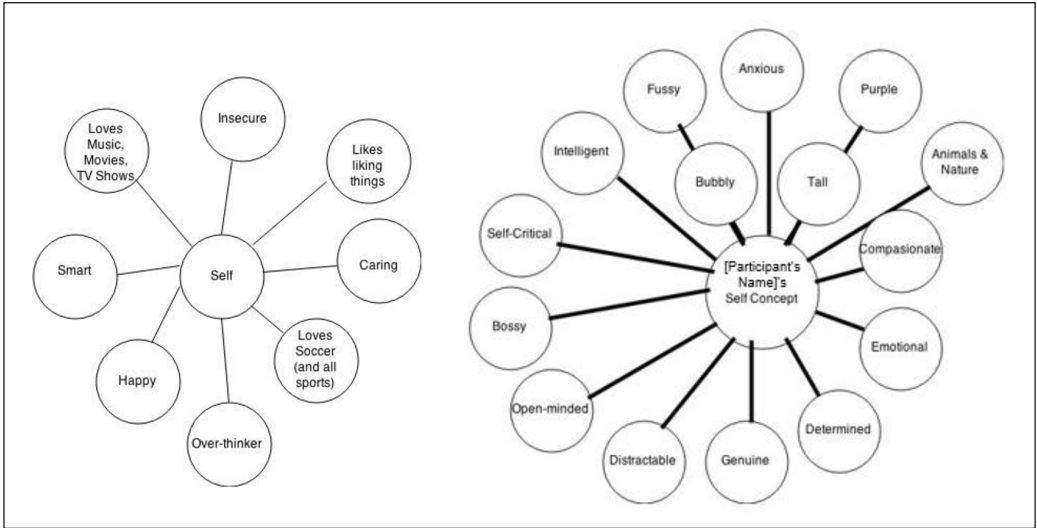 Insecure
Loves
Music,
Movies,
TV Shows
Likes
liking
things
Smart
Self
Caring
Happy
Loves
Soccer
(and all
sports)
Over-thinker
Anxious
Fussy
Purple
Intelligent
Bubbly
Tall
Animals &
Nature
Self-Critical
[Participant's
Name]'s
Self Concept
Compasionate
Bossy
Emotional
Open-minded
Determined
Distractable
Genuine